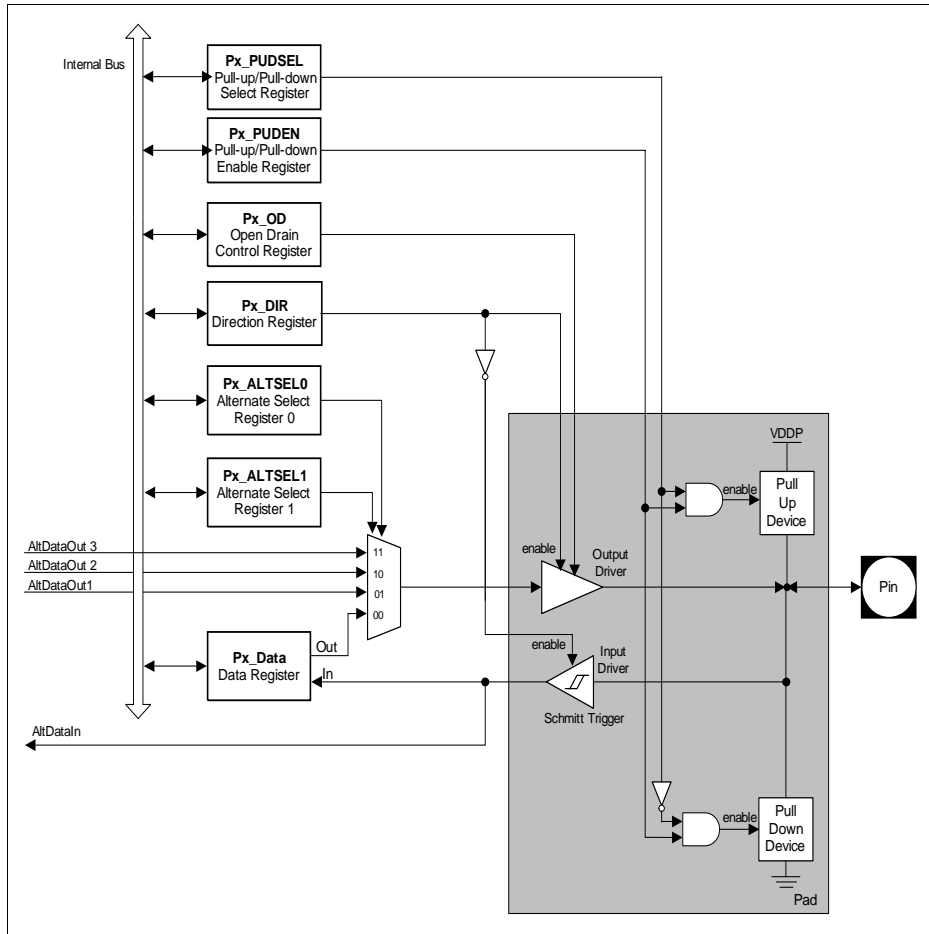 Internal Bus
Px_PUDSEL
Pull-up/Pull-down
Select Register
Px_PUDEN
Pull-up/Pull-down
Enable Register
Px_OD
Open Drain
Control Register
Px_DIR
Direction Register
Px_ALTSEL0
Alternate Select
Register 0
Px_ALTSEL1
Alternate Select
Register 1
AltDataOut 3
AltDataOut 2
AltDataOut1
11
10
01
00
Px_Data
Data Register
Out
In
AltDataIn
enable
Output
Driver
enable
Input
Driver
Schmitt Trigger
VDDP
enable
Pull
Up
Device
Pin
enable
Pull
Down
Device
Pad